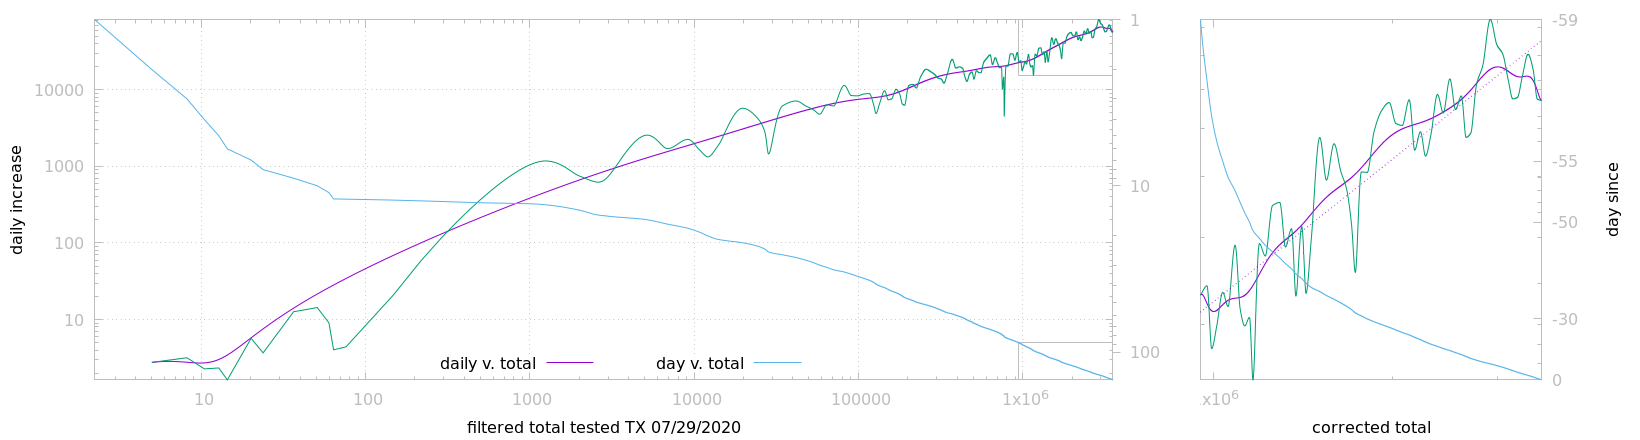 daily increase
10000
1000
100
10
daily v. total
day v. total
10
100
1000
10000
100000
1x10⁶
filtered total tested TX 07/29/2020
1
10
100
x10⁶
corrected total
-59
-55
-50
-30
0
day since